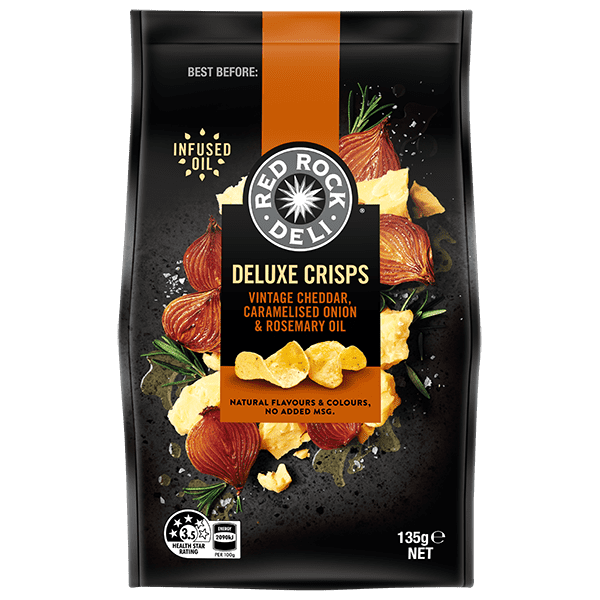 BEST BEFORE:
INFUSED
OIL
RED ROCK
DELI
®
DELUXE CRISPS
VINTAGE CHEDDAR,
CARAMELISED ONION
& ROSEMARY OIL
NATURAL FLAVOURS & COLOURS,
NO ADDED MSG.
3.5
HEALTH STAR
RATING
ENERGY
2090kJ
PER 100g
135g℮
NET